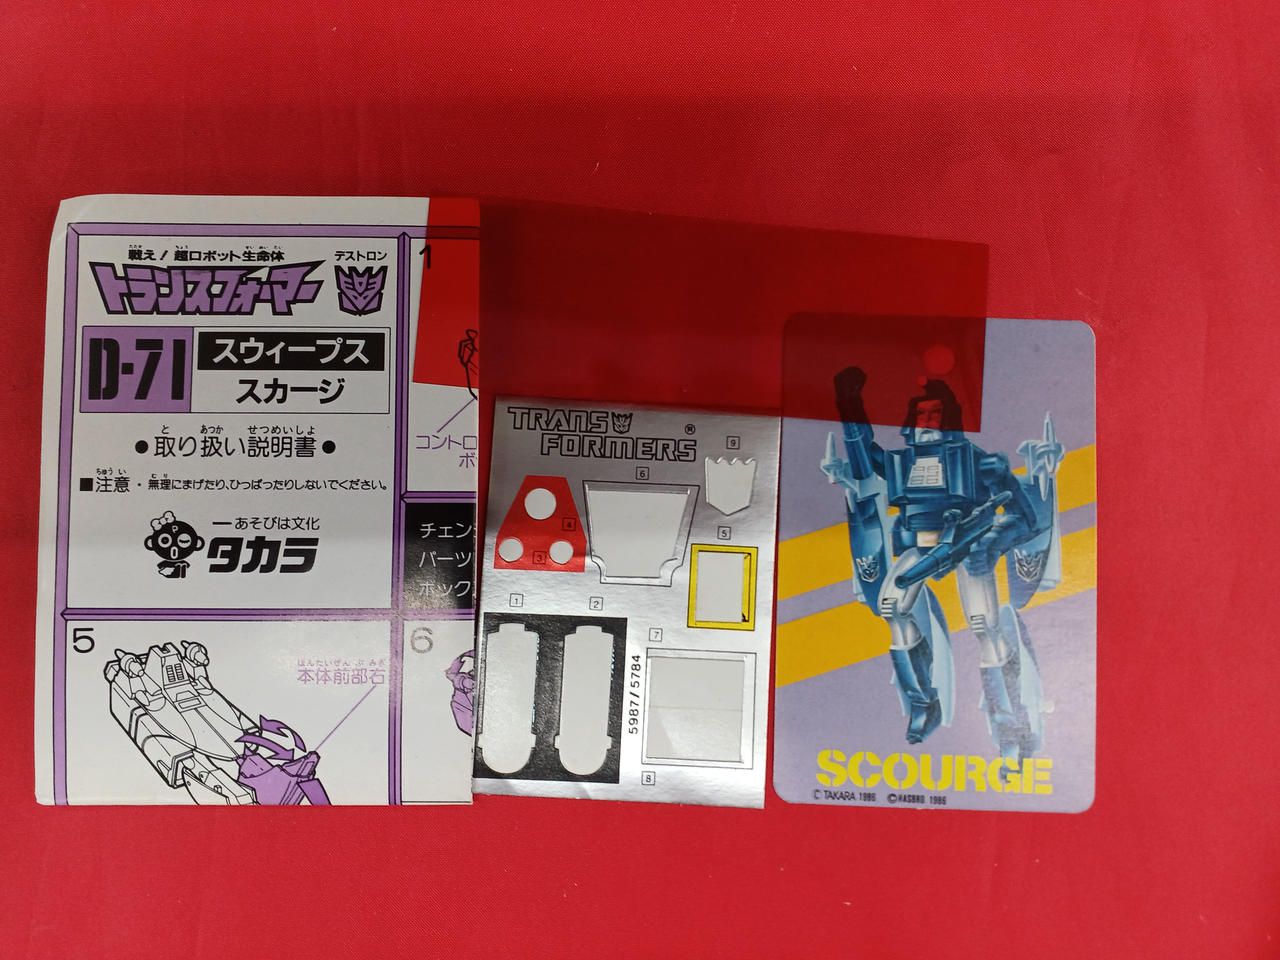 戦え！超ロボット生命体
トランスフォーマー
デストロン
D-71
スウィープス
スカージ
●取り扱い説明書●
■注意・無理にまげたり、ひっぱったりしないでください。
―あそびは文化
タカラ
1
コントロ
ボ
チェン
パーツ
ボック
5
本体前部右
6
TRANS
FORMERS
®
9
6
4
3
5
1
2
7
8
5987/5784
SCOURGE
© TAKARA 1986 © HASBRO 1986